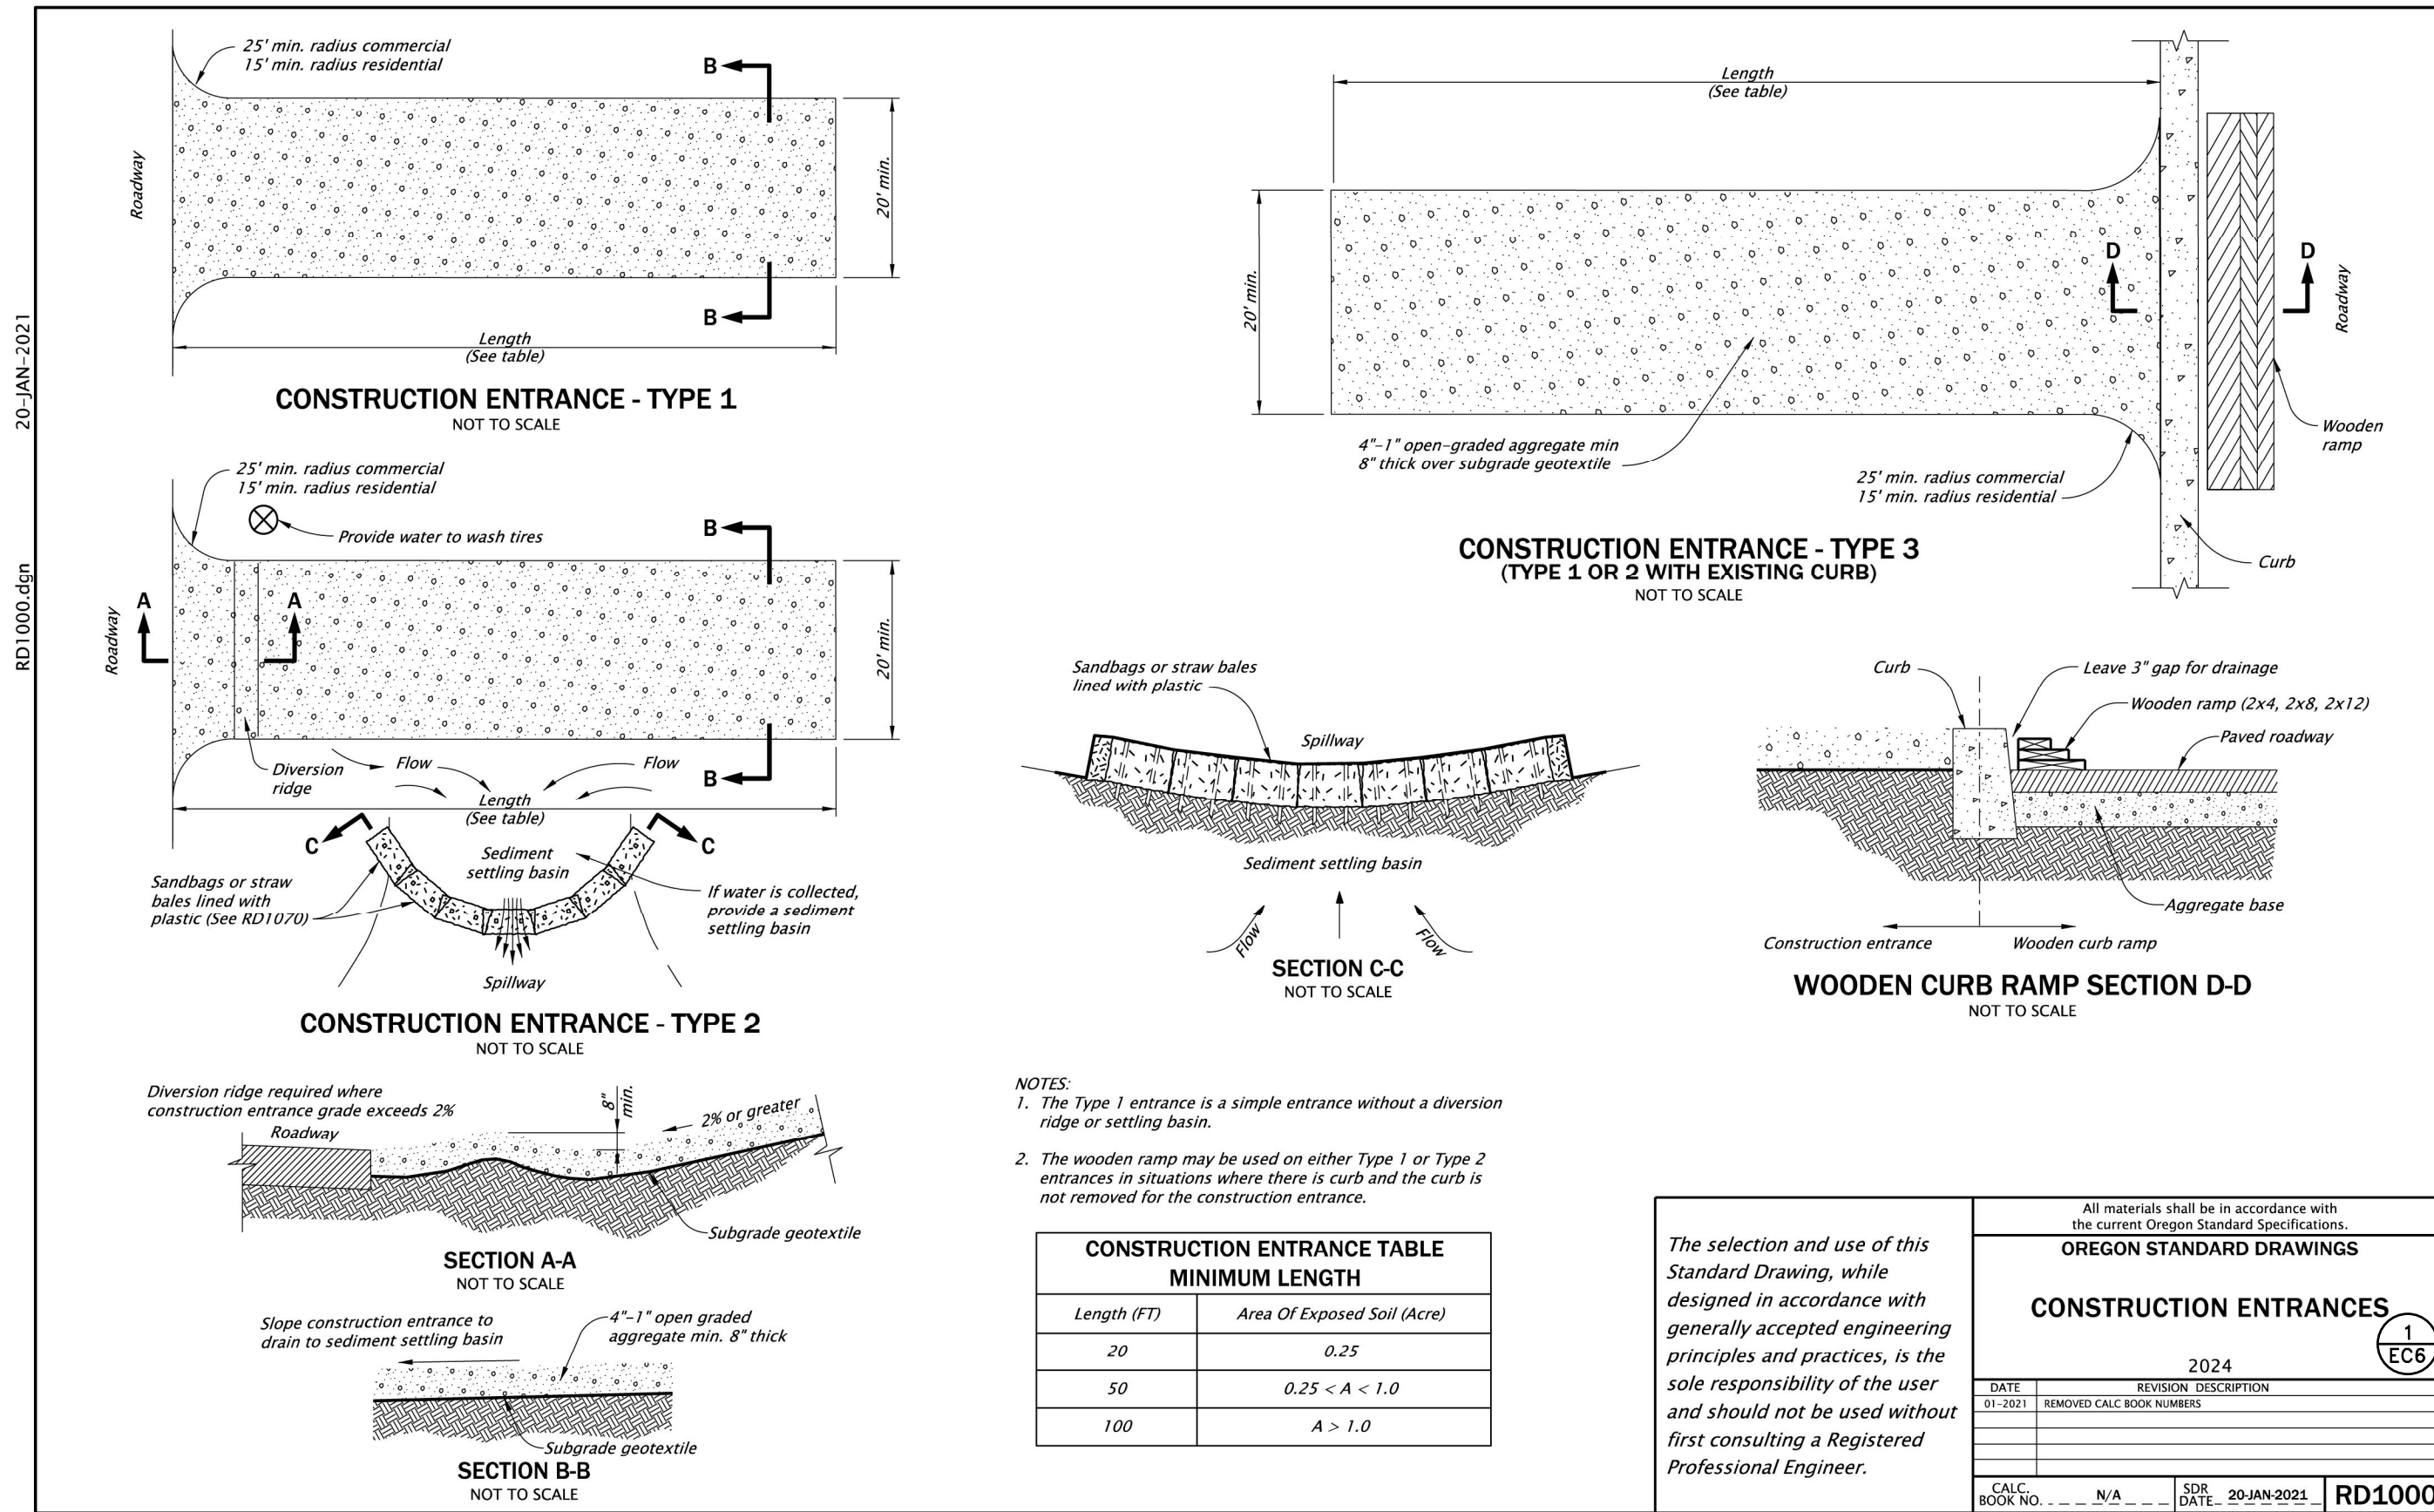 RD1000.dgn 20-JAN-2021
25' min. radius commercial
15' min. radius residential
B
Roadway
20' min.
B
Length
(See table)
CONSTRUCTION ENTRANCE - TYPE 1
NOT TO SCALE
25' min. radius commercial
15' min. radius residential
Provide water to wash tires
B
A
A
Roadway
20' min.
Diversion
ridge
Flow
Flow
B
Length
(See table)
C
C
Sediment
settling basin
Sandbags or straw
bales lined with
plastic (See RD1070)
If water is collected,
provide a sediment
settling basin
Spillway
CONSTRUCTION ENTRANCE - TYPE 2
NOT TO SCALE
Diversion ridge required where
construction entrance grade exceeds 2%
Roadway
8"
min.
2% or greater
Subgrade geotextile
SECTION A-A
NOT TO SCALE
Slope construction entrance to
drain to sediment settling basin
4"-1" open graded
aggregate min. 8" thick
Subgrade geotextile
SECTION B-B
NOT TO SCALE
Length
(See table)
20' min.
D
D
Roadway
Wooden
ramp
4"-1" open-graded aggregate min
8" thick over subgrade geotextile
25' min. radius commercial
15' min. radius residential
Curb
CONSTRUCTION ENTRANCE - TYPE 3
(TYPE 1 OR 2 WITH EXISTING CURB)
NOT TO SCALE
Sandbags or straw bales
lined with plastic
Spillway
Sediment settling basin
Flow
Flow
SECTION C-C
NOT TO SCALE
Curb
Leave 3" gap for drainage
Wooden ramp (2x4, 2x8, 2x12)
Paved roadway
Aggregate base
Construction entrance
Wooden curb ramp
WOODEN CURB RAMP SECTION D-D
NOT TO SCALE
NOTES:
1. The Type 1 entrance is a simple entrance without a diversion
ridge or settling basin.
2. The wooden ramp may be used on either Type 1 or Type 2
entrances in situations where there is curb and the curb is
not removed for the construction entrance.
CONSTRUCTION ENTRANCE TABLE
MINIMUM LENGTH
Length (FT) Area Of Exposed Soil (Acre)
20 0.25
50 0.25 < A < 1.0
100 A > 1.0
The selection and use of this
Standard Drawing, while
designed in accordance with
generally accepted engineering
principles and practices, is the
sole responsibility of the user
and should not be used without
first consulting a Registered
Professional Engineer.
All materials shall be in accordance with
the current Oregon Standard Specifications.
OREGON STANDARD DRAWINGS
CONSTRUCTION ENTRANCES
1
EC6
2024
DATE REVISION DESCRIPTION
01-2021 REMOVED CALC BOOK NUMBERS
CALC.
BOOK NO. N/A
SDR
DATE 20-JAN-2021
RD1000